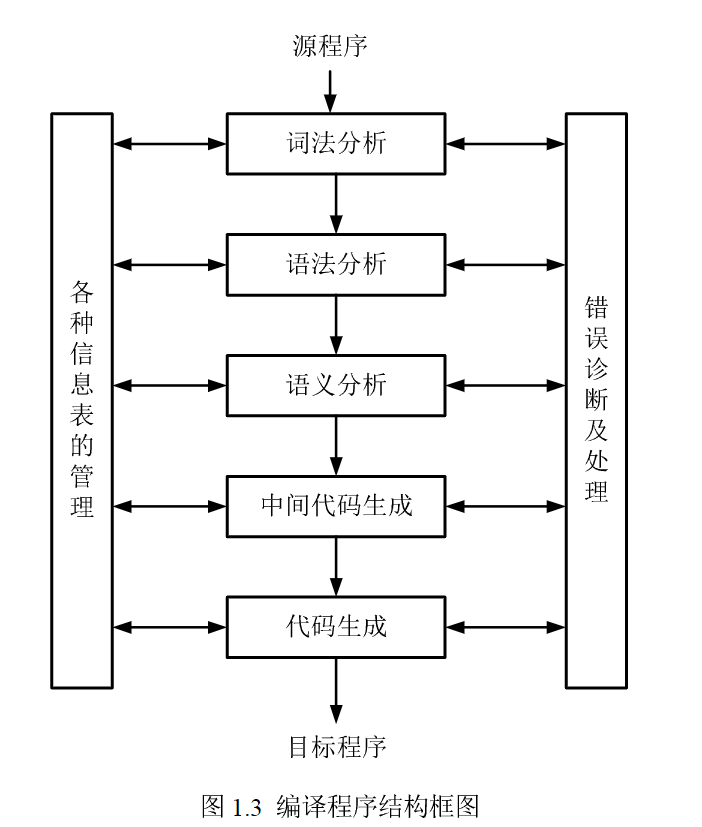 源程序
词法分析
语法分析
语义分析
中间代码生成
代码生成
目标程序
各种信息表的管理
错误诊断及处理
图 1.3 编译程序结构框图